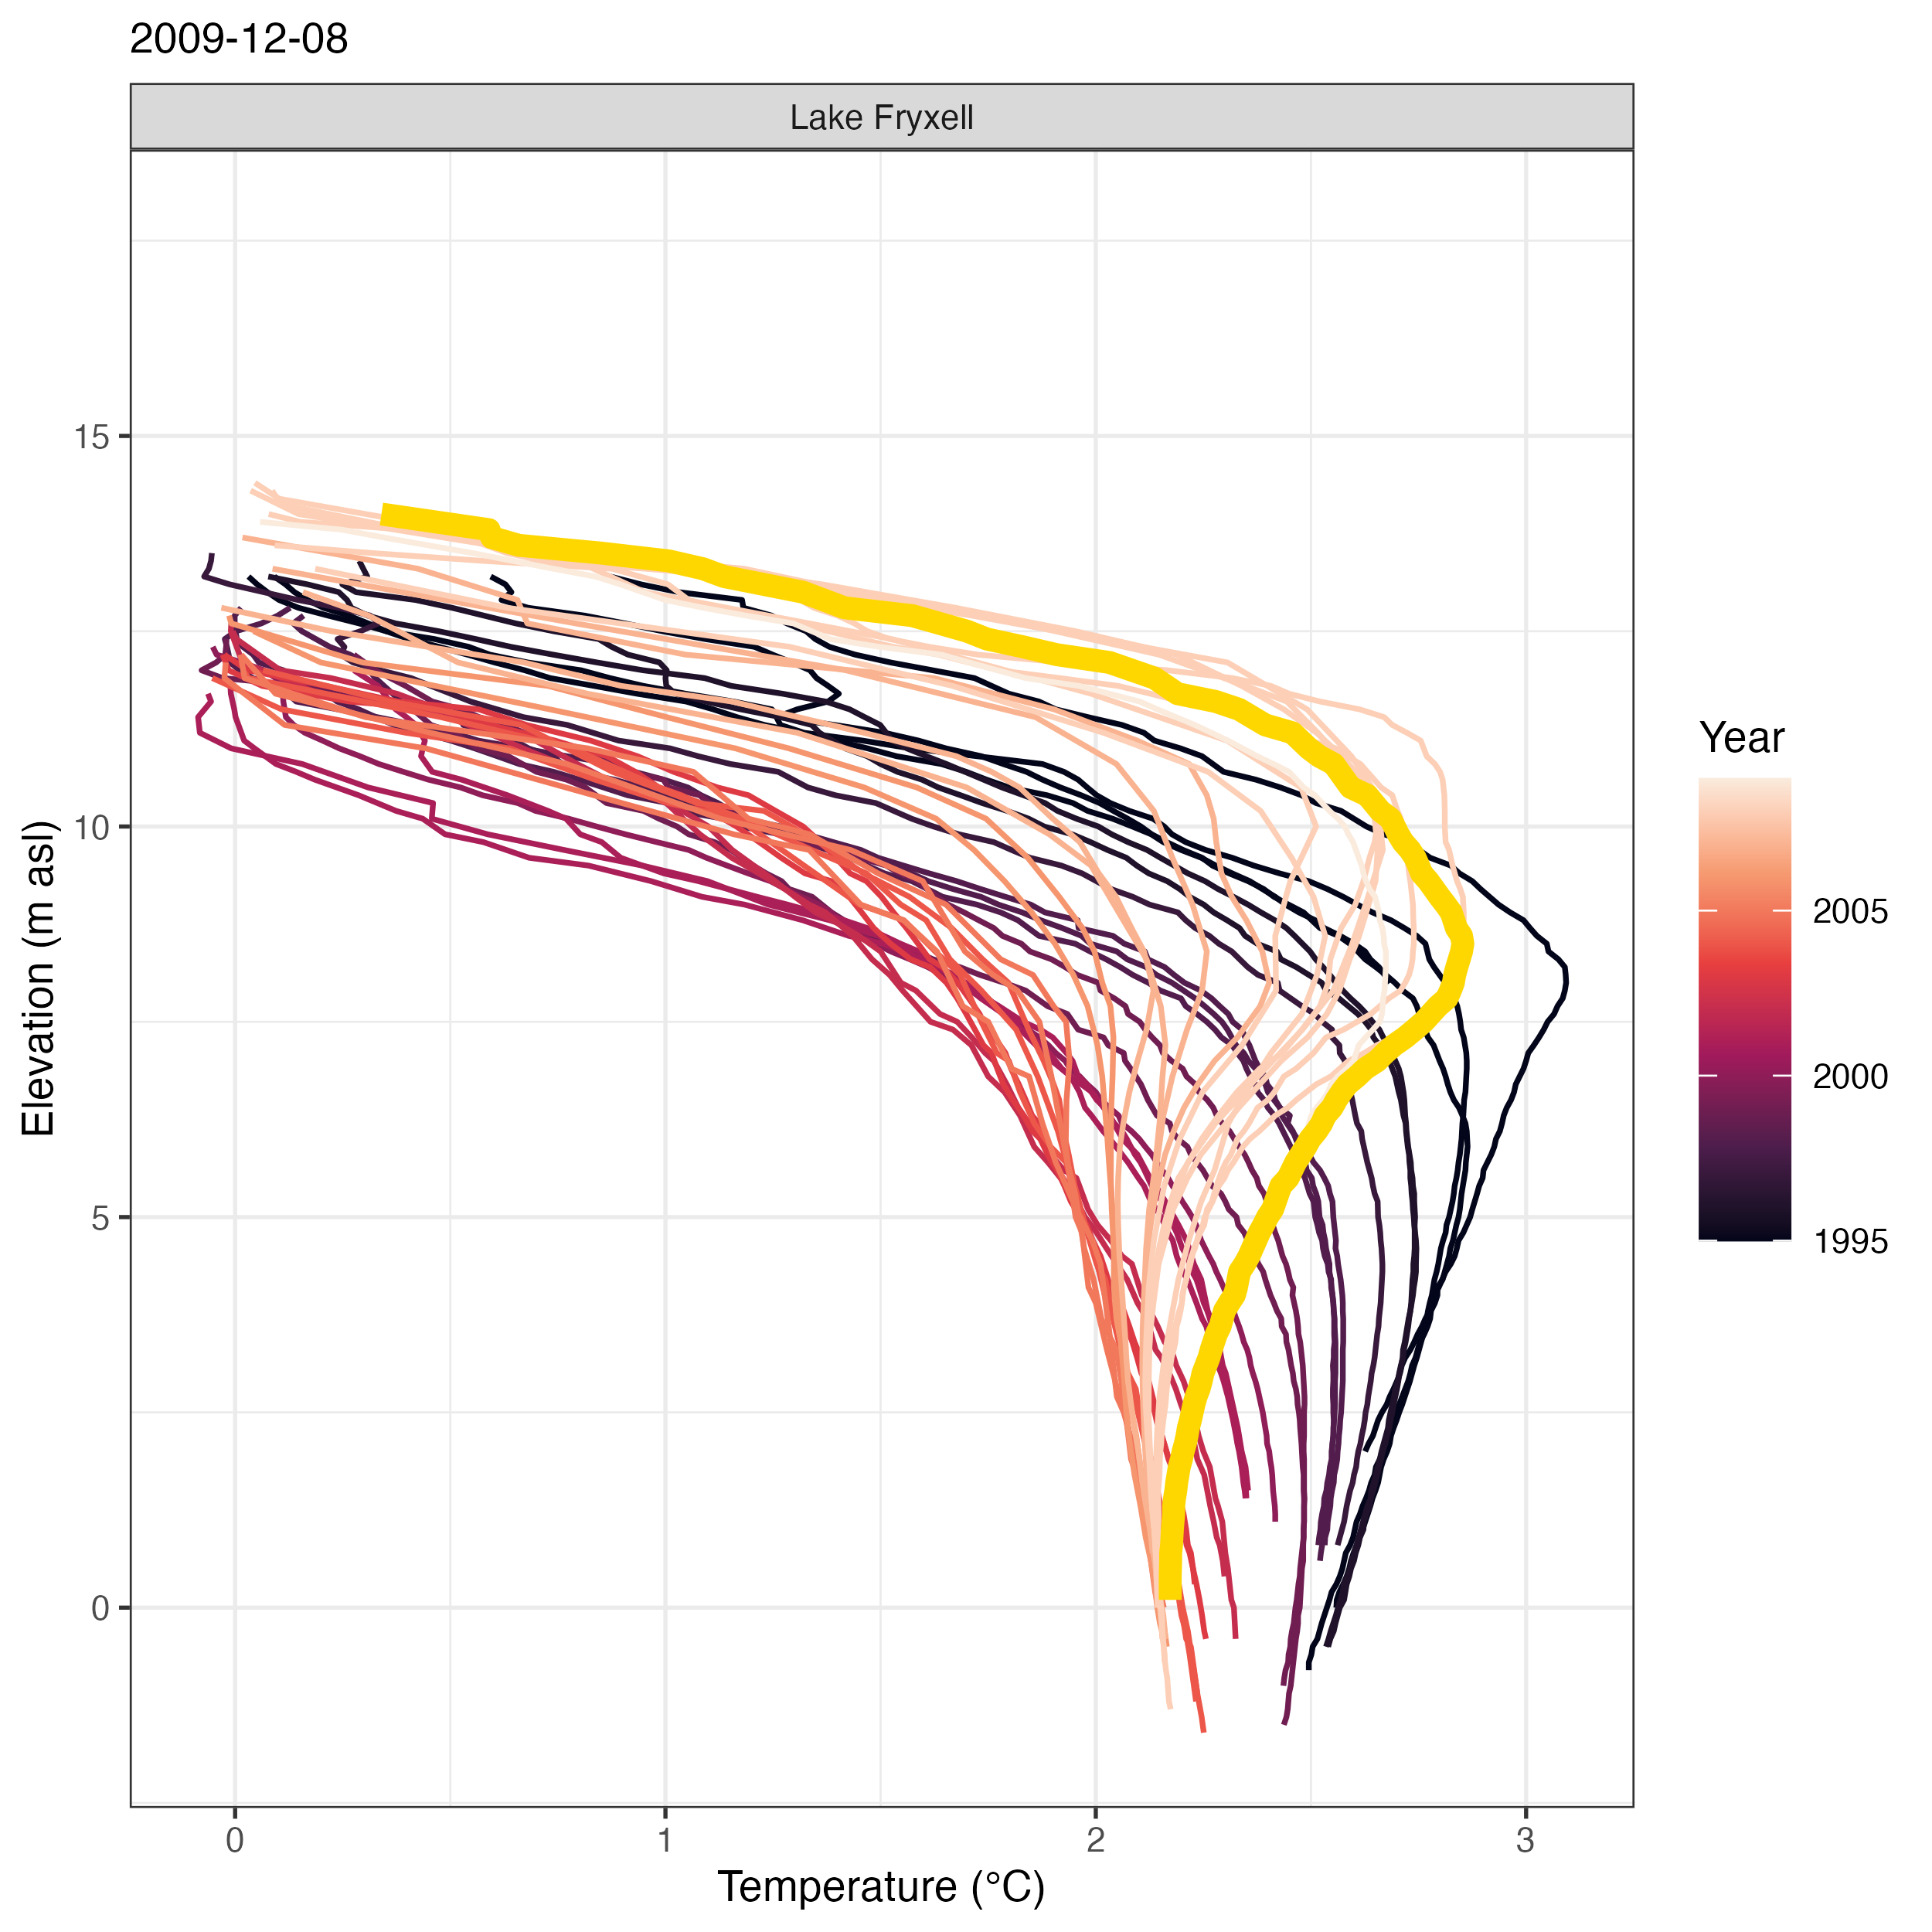 2009-12-08
Lake Fryxell
15
10
5
0
Elevation (m asl)
0 1 2 3
Temperature (°C)
Year
2005
2000
1995